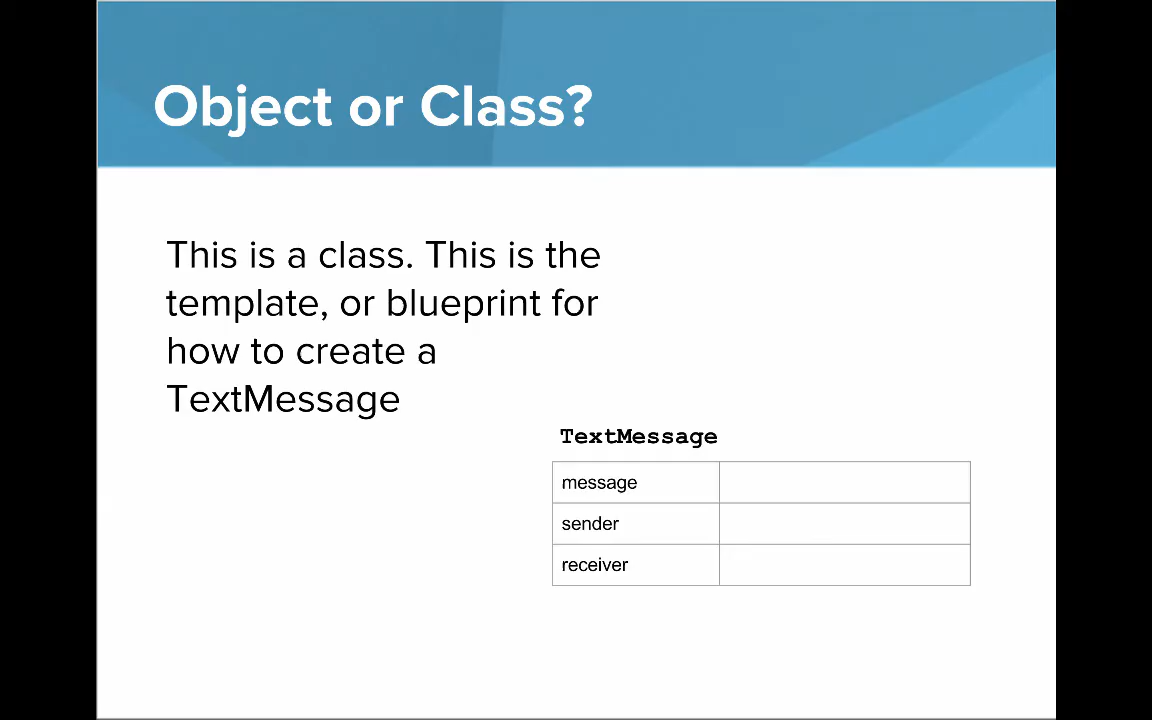 Object or Class?
This is a class. This is the
template, or blueprint for
how to create a
TextMessage
TextMessage
message
sender
receiver